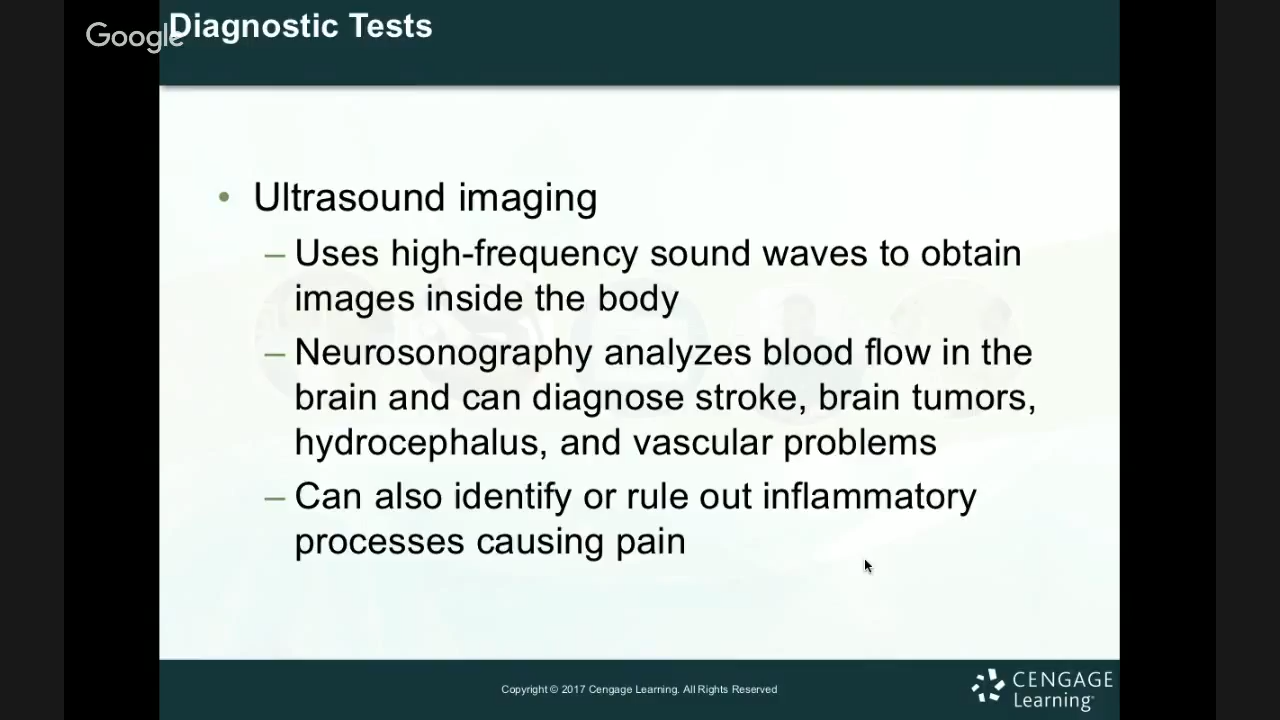 Google
Diagnostic Tests
• Ultrasound imaging
– Uses high-frequency sound waves to obtain
images inside the body
– Neurosonography analyzes blood flow in the
brain and can diagnose stroke, brain tumors,
hydrocephalus, and vascular problems
– Can also identify or rule out inflammatory
processes causing pain
Copyright © 2017 Cengage Learning. All Rights Reserved
CENGAGE
Learning